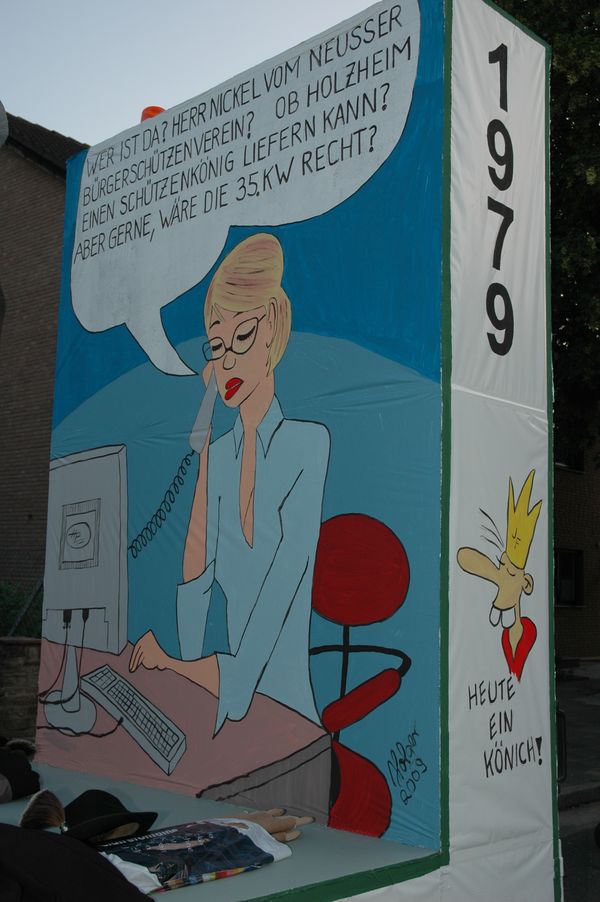 WER IST DA? HERR NICKEL VOM NEUSSER
BÜRGERSCHÜTZENVEREIN? OB HOLZHEIM
EINEN SCHÜTZENKÖNIG LIEFERN KANN?
ABER GERNE, WÄRE DIE 35.KW RECHT?
1979
HEUTE
EIN
KÖNICH!
2009